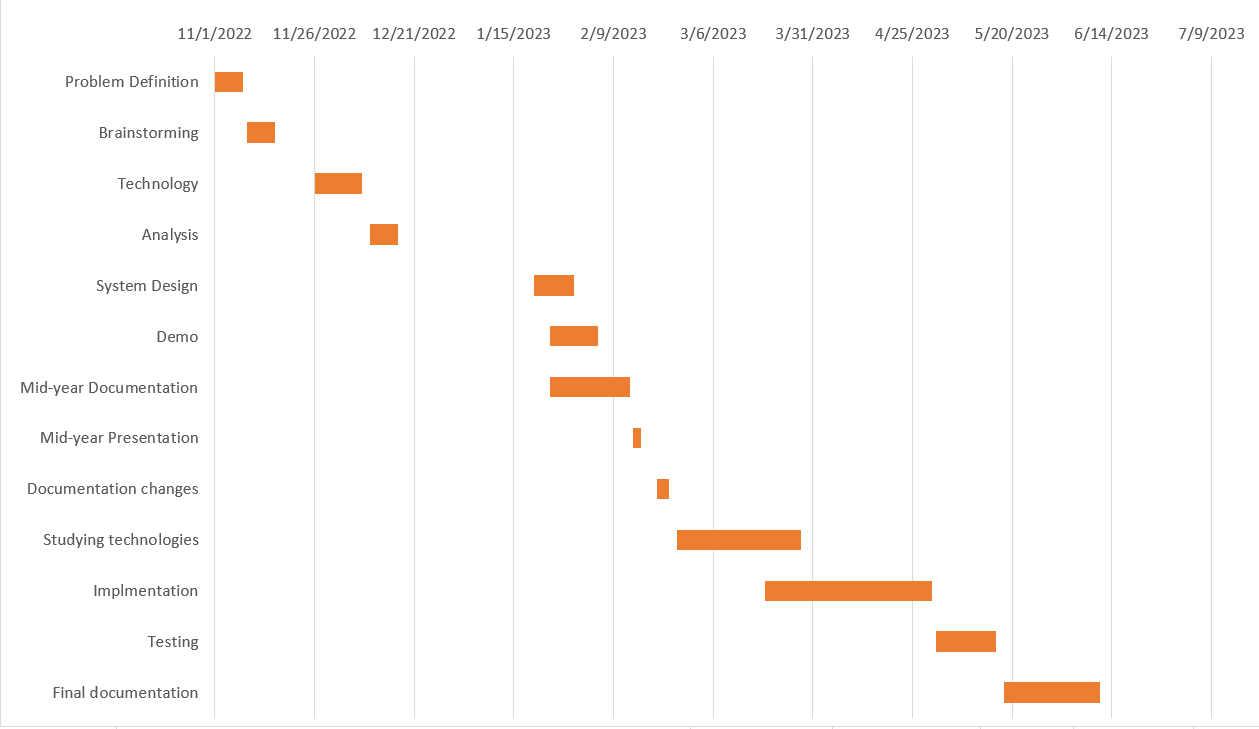 11/1/2022 11/26/2022 12/21/2022 1/15/2023 2/9/2023 3/6/2023 3/31/2023 4/25/2023 5/20/2023 6/14/2023 7/9/2023
Problem Definition
Brainstorming
Technology
Analysis
System Design
Demo
Mid-year Documentation
Mid-year Presentation
Documentation changes
Studying technologies
Implmentation
Testing
Final documentation